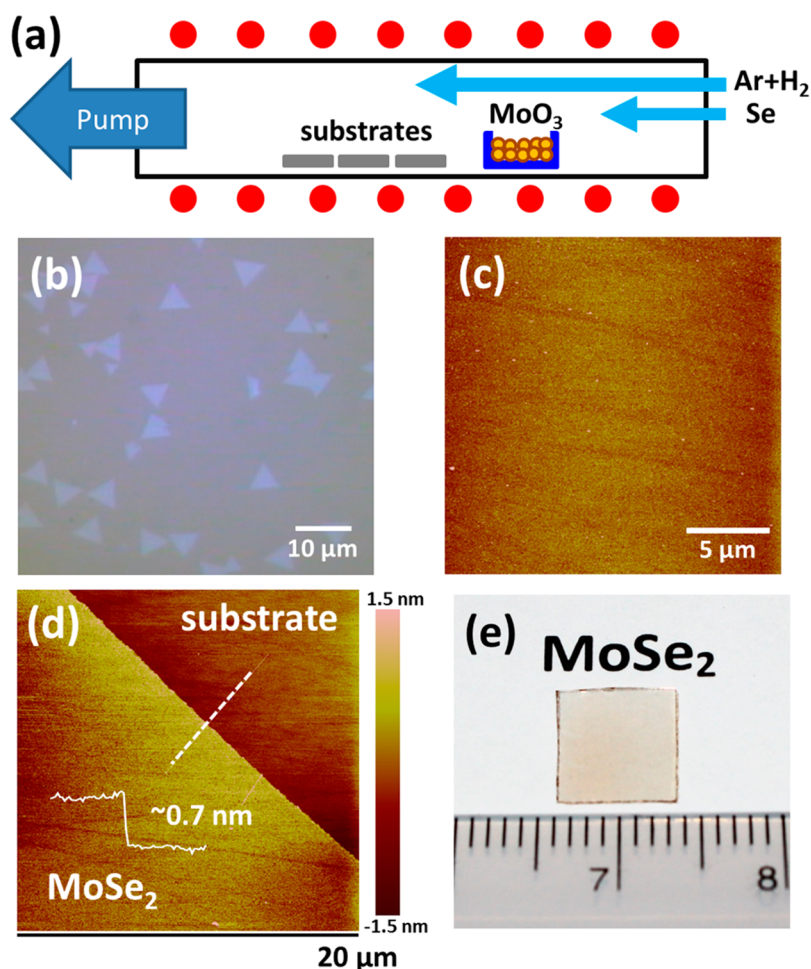 (a)
Ar+H₂
Pump
substrates
MoO₃
Se
(b)
10 µm
(c)
5 µm
(d)
substrate
1.5 nm
~0.7 nm
MoSe₂
-1.5 nm
20 µm
(e)
MoSe₂
7
8